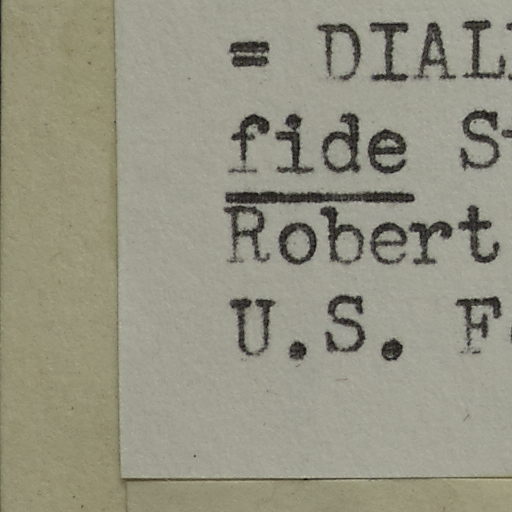 = DIAL
fide S
Robert
U.S. F